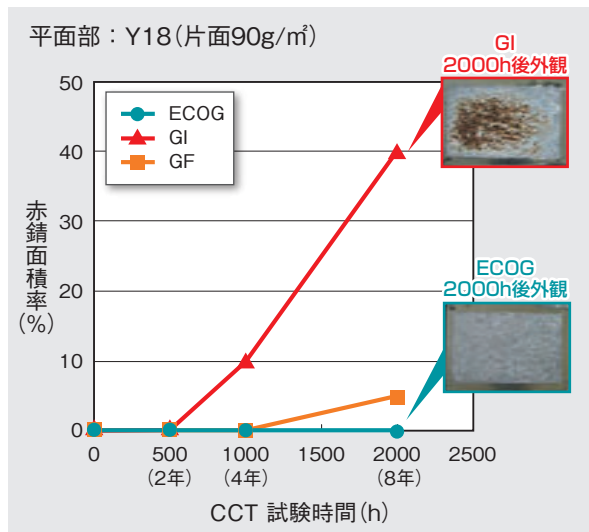 平面部：Y18（片面90g/㎡）
GI
2000h後外観
50
40
30
20
10
0
ECOG
GI
GF
赤錆面積率
（%）
ECOG
2000h後外観
0 500 1000 1500 2000 2500
（2年） （4年） （8年）
CCT 試験時間（h）